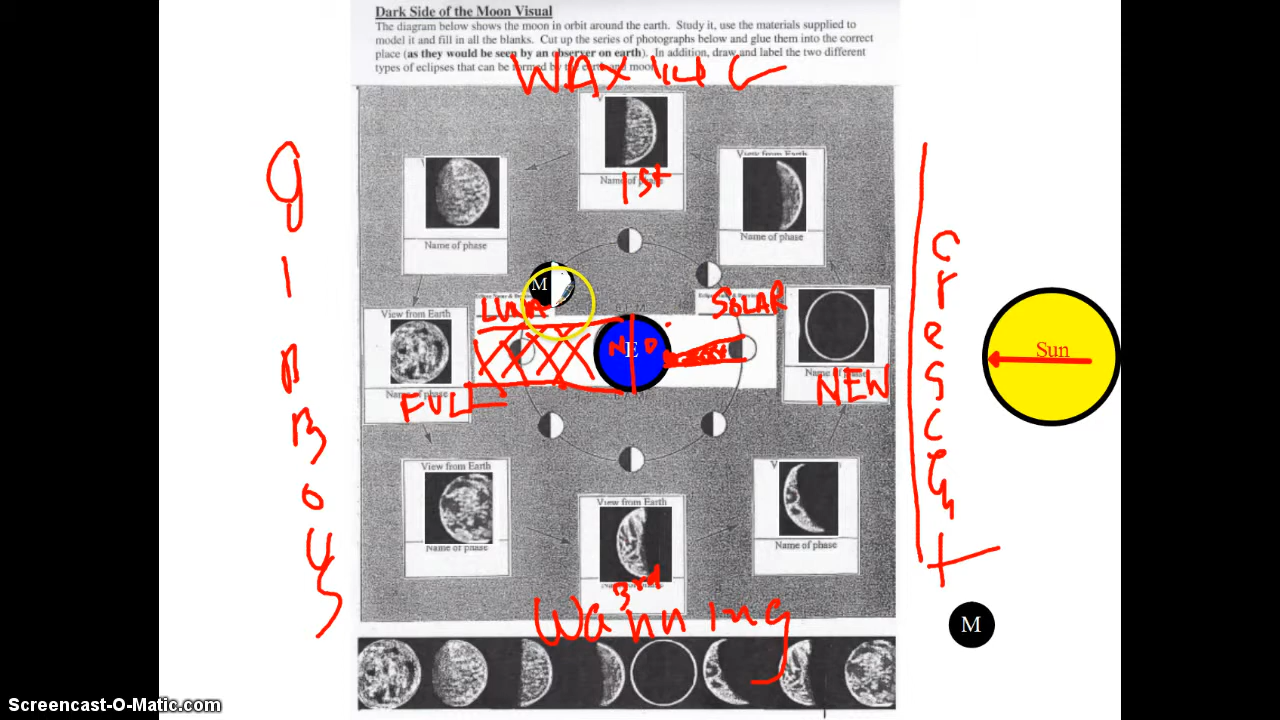 Dark Side of the Moon Visual
The diagram below shows the moon in orbit around the earth. Study it, use the materials supplied to
model it and fill in all the blanks. Cut up the series of photographs below and glue them into the correct
place (as they would be seen by an observer on earth). In addition, draw and label the two different
types of eclipses that can be formed by the earth and moon.
WAXING
1st
Name of phase
View from Earth
Name of phase
Name of phase
GIBBOUS
crescent
M
LUNA
SOLAR
View from Earth
Name of phase
FULL
N E D
Name of phase
NEW
Sun
View from Earth
Name of phase
View from Earth
3rd
Name of phase
Wanning
M
Screencast-O-Matic.com